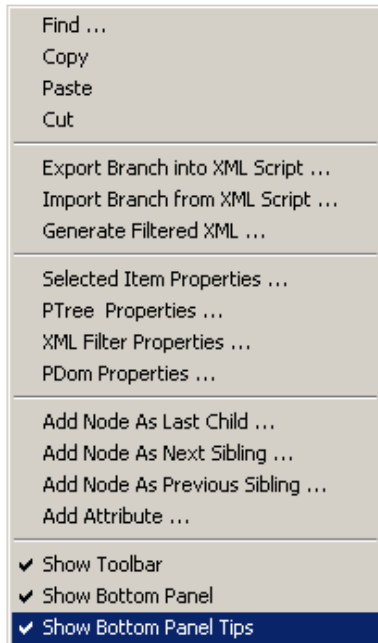 Find ...
Copy
Paste
Cut
Export Branch into XML Script ...
Import Branch from XML Script ...
Generate Filtered XML ...
Selected Item Properties ...
PTree  Properties ...
XML Filter Properties ...
PDom Properties ...
Add Node As Last Child ...
Add Node As Next Sibling ...
Add Node As Previous Sibling ...
Add Attribute ...
Show Toolbar
Show Bottom Panel
Show Bottom Panel Tips